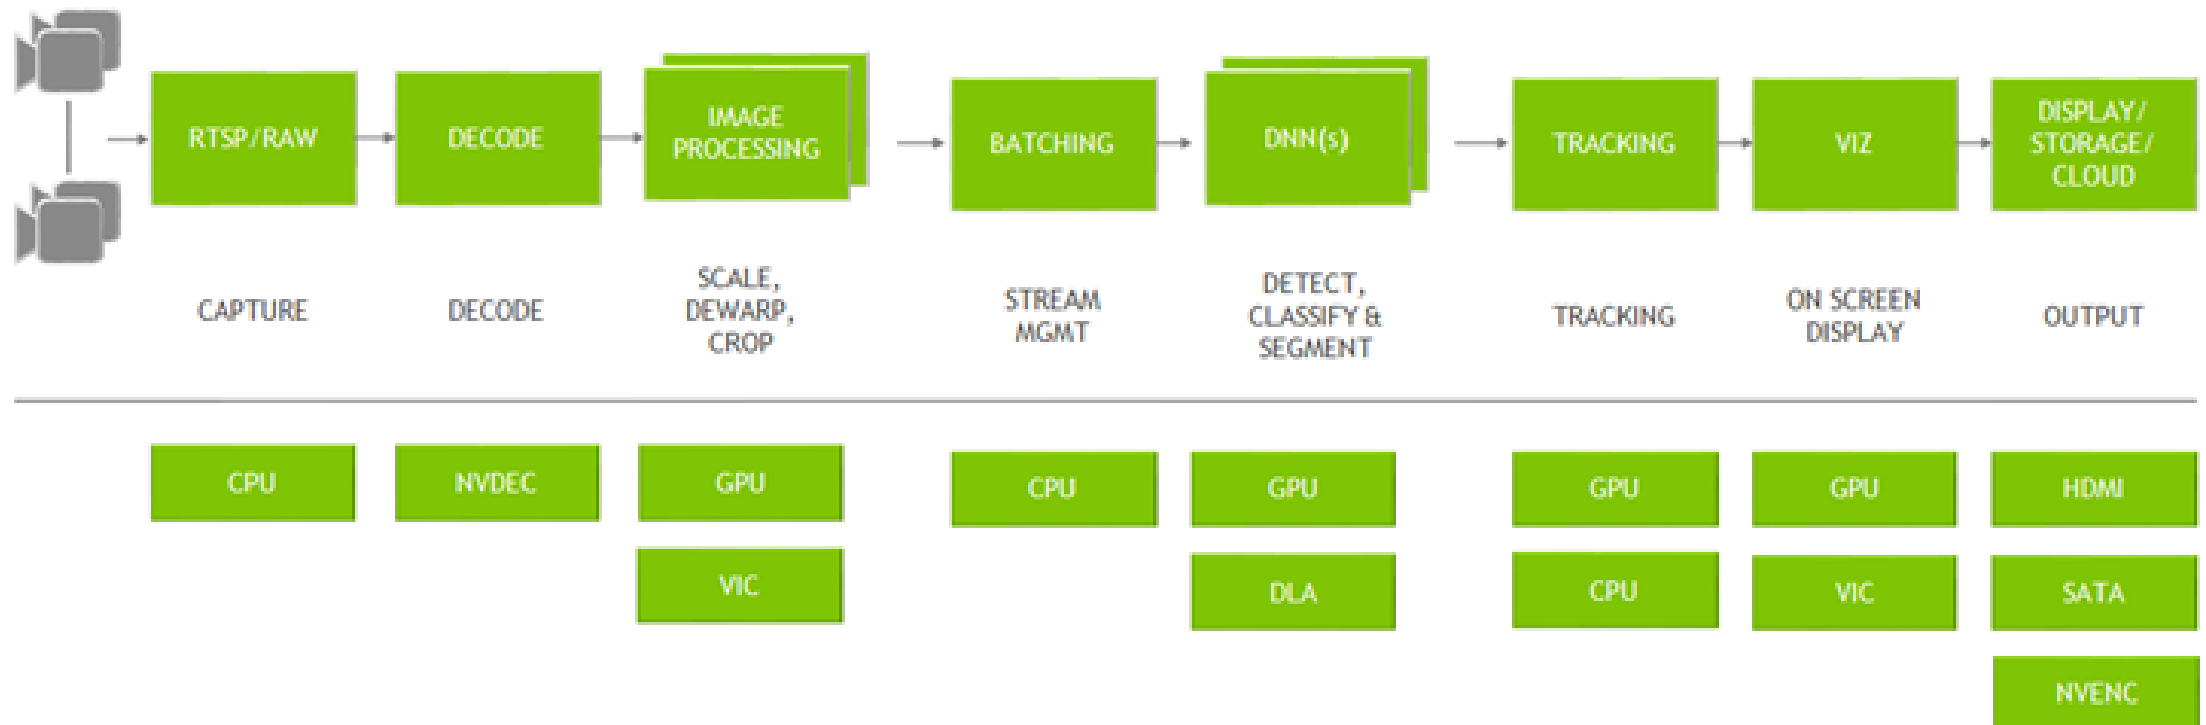 RTSP/RAW
DECODE
IMAGE
PROCESSING
BATCHING
DNN(s)
TRACKING
VIZ
DISPLAY/
STORAGE/
CLOUD
CAPTURE
DECODE
SCALE,
DEWARP,
CROP
STREAM
MGMT
DETECT,
CLASSIFY &
SEGMENT
TRACKING
ON SCREEN
DISPLAY
OUTPUT
CPU
NVDEC
GPU
CPU
GPU
GPU
GPU
HDMI
VIC
DLA
CPU
VIC
SATA
NVENC